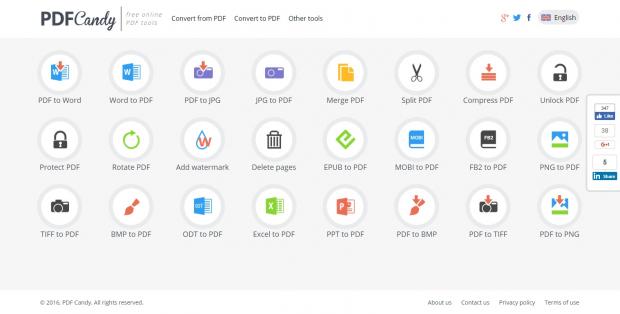 PDFCandy
free online
PDF tools
Convert from PDF Convert to PDF Other tools
English
PDF to Word Word to PDF PDF to JPG JPG to PDF Merge PDF Split PDF Compress PDF Unlock PDF
Protect PDF Rotate PDF Add watermark Delete pages EPUB to PDF MOBI to PDF FB2 to PDF PNG to PDF
TIFF to PDF BMP to PDF ODT to PDF Excel to PDF PPT to PDF PDF to BMP PDF to TIFF PDF to PNG
347
Like
38
G+1
5
in Share
© 2016, PDF Candy. All rights reserved.
About us Contact us Privacy policy Terms of use